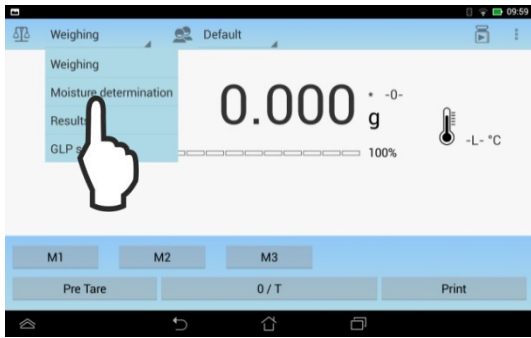 09:59
Weighing Default
Weighing
Moisture determination
Results
GLP
0.000 * -0-
g
-L- °C
100%
M1 M2 M3
Pre Tare 0 / T Print